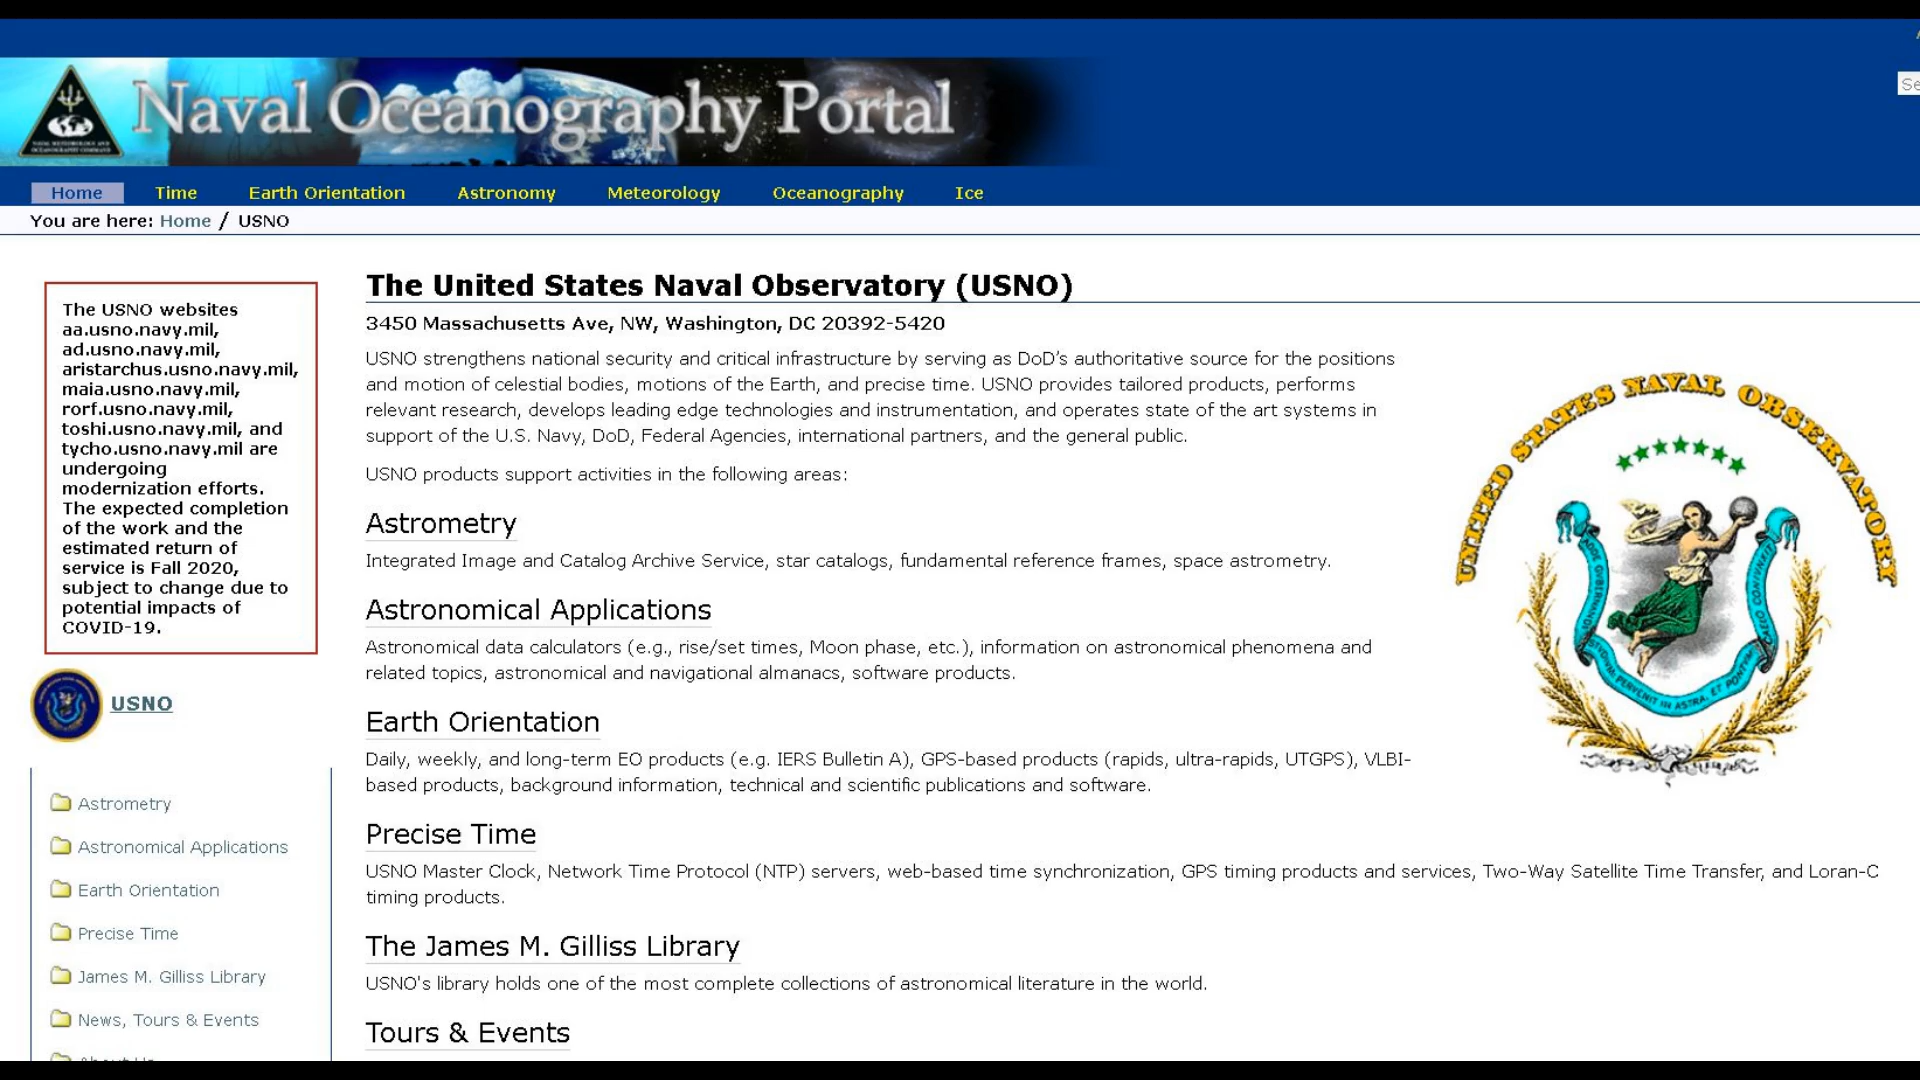 Naval Oceanography Portal
Home Time Earth Orientation Astronomy Meteorology Oceanography Ice
You are here: Home / USNO
The USNO websites
aa.usno.navy.mil,
ad.usno.navy.mil,
aristarchus.usno.navy.mil,
maia.usno.navy.mil,
rorf.usno.navy.mil,
toshi.usno.navy.mil, and
tycho.usno.navy.mil are
undergoing
modernization efforts.
The expected completion
of the work and the
estimated return of
service is Fall 2020,
subject to change due to
potential impacts of
COVID-19.
USNO
Astrometry
Astronomical Applications
Earth Orientation
Precise Time
James M. Gilliss Library
News, Tours & Events
The United States Naval Observatory (USNO)
3450 Massachusetts Ave, NW, Washington, DC 20392-5420
USNO strengthens national security and critical infrastructure by serving as DoD's authoritative source for the positions
and motion of celestial bodies, motions of the Earth, and precise time. USNO provides tailored products, performs
relevant research, develops leading edge technologies and instrumentation, and operates state of the art systems in
support of the U.S. Navy, DoD, Federal Agencies, international partners, and the general public.
USNO products support activities in the following areas:
Astrometry
Integrated Image and Catalog Archive Service, star catalogs, fundamental reference frames, space astrometry.
Astronomical Applications
Astronomical data calculators (e.g., rise/set times, Moon phase, etc.), information on astronomical phenomena and
related topics, astronomical and navigational almanacs, software products.
Earth Orientation
Daily, weekly, and long-term EO products (e.g. IERS Bulletin A), GPS-based products (rapids, ultra-rapids, UTGPS), VLBI-
based products, background information, technical and scientific publications and software.
Precise Time
USNO Master Clock, Network Time Protocol (NTP) servers, web-based time synchronization, GPS timing products and services, Two-Way Satellite Time Transfer, and Loran-C
timing products.
The James M. Gilliss Library
USNO's library holds one of the most complete collections of astronomical literature in the world.
Tours & Events
UNITED STATES NAVAL OBSERVATORY